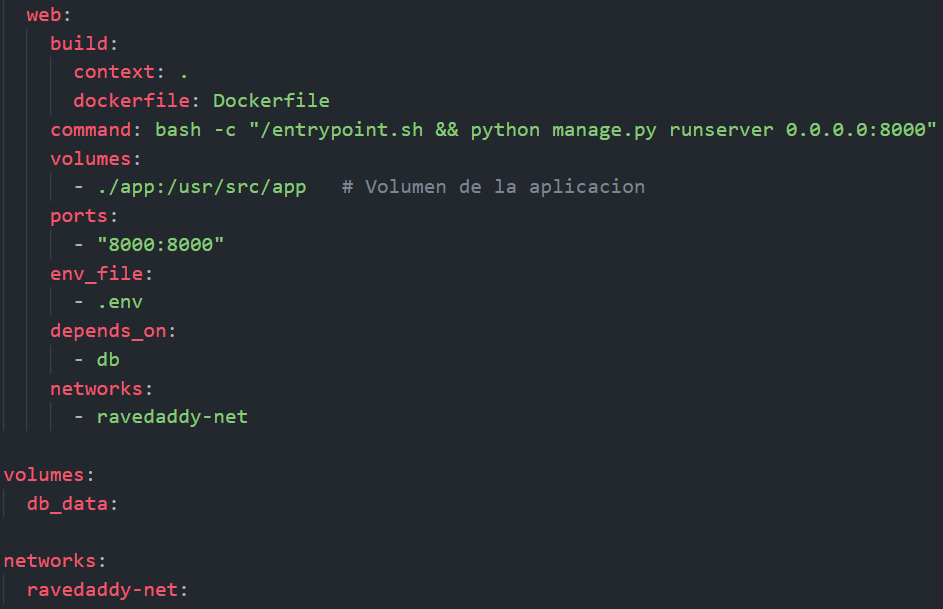 web:
build:
context: .
dockerfile: Dockerfile
command: bash -c "/entrypoint.sh && python manage.py runserver 0.0.0.0:8000"
volumes:
- ./app:/usr/src/app   # Volumen de la aplicacion
ports:
- "8000:8000"
env_file:
- .env
depends_on:
- db
networks:
- ravedaddy-net
volumes:
db_data:
networks:
ravedaddy-net: